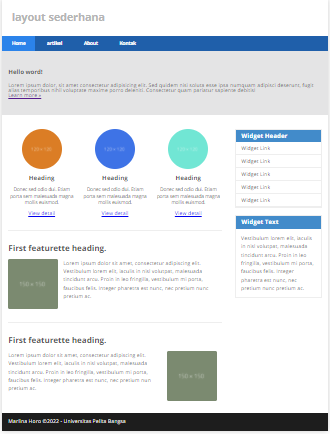 layout sederhana
Home
artikel
About
Kontak
Hello word!
Lorem ipsum dolor, sit amet consectetur adipisicing elit. Sed quidem nisi soluta esse ipsa numquam adipisci deserunt, fugit
alias temporibus nihil voluptate maxime porro deleniti. Consectetur quam pariatur sapiente debitis!
Learn more »
150 x 150
150 x 150
150 x 150
Heading
Heading
Heading
Donec sed odio dui. Etiam
porta sem malesuada magna
mollis euismod.
Donec sed odio dui. Etiam
porta sem malesuada magna
mollis euismod.
Donec sed odio dui. Etiam
porta sem malesuada magna
mollis euismod.
View detail
View detail
View detail
Widget Header
Widget Link
Widget Link
Widget Link
Widget Link
Widget Link
Widget Text
Vestibulum lorem elit, iaculis
in nisl volutpat, malesuada
tincidunt arcu. Proin in leo
fringilla, vestibulum mi
porta, faucibus felis. Integer
pharetra est nunc, nec
pretium nunc pretium ac.
First featurette heading.
150 x 150
Lorem ipsum dolor sit amet, consectetur adipiscing elit.
Vestibulum lorem elit, iaculis in nisl volutpat, malesuada
tincidunt arcu. Proin in leo fringilla, vestibulum mi porta,
faucibus felis. Integer pharetra est nunc, nec pretium nunc
pretium ac.
First featurette heading.
Lorem ipsum dolor sit amet, consectetur adipiscing elit.
Vestibulum lorem elit, iaculis in nisl volutpat, malesuada
tincidunt arcu. Proin in leo fringilla, vestibulum mi porta,
faucibus felis. Integer pharetra est nunc, nec pretium nunc
pretium ac.
150 x 150
Marlina Horo ©2022 - Universitas Pelita Bangsa